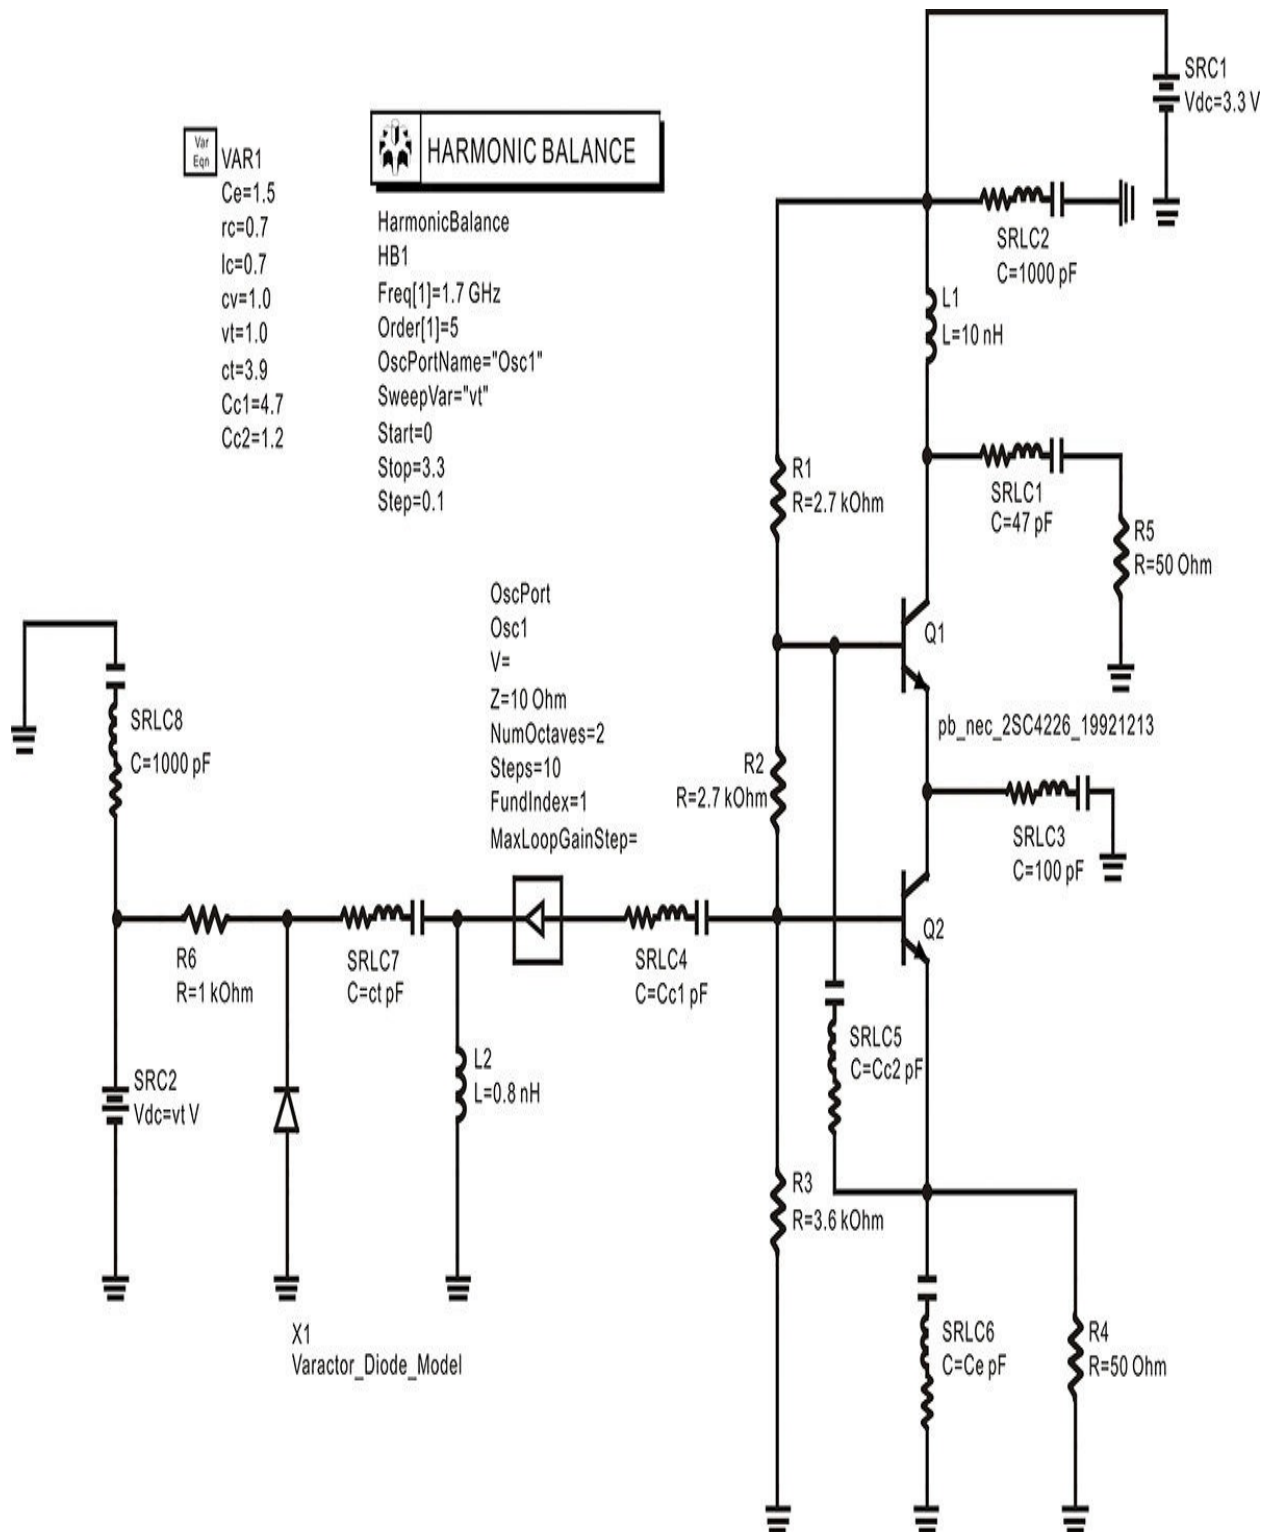 SRC1
Vdc=3.3 V
Var
Eqn
VAR1
Ce=1.5
rc=0.7
lc=0.7
cv=1.0
vt=1.0
ct=3.9
Cc1=4.7
Cc2=1.2
HARMONIC BALANCE
HarmonicBalance
HB1
Freq[1]=1.7 GHz
Order[1]=5
OscPortName="Osc1"
SweepVar="vt"
Start=0
Stop=3.3
Step=0.1
SRLC2
C=1000 pF
L1
L=10 nH
R1
R=2.7 kOhm
SRLC1
C=47 pF
R5
R=50 Ohm
OscPort
Osc1
V=
Z=10 Ohm
NumOctaves=2
Steps=10
FundIndex=1
MaxLoopGainStep=
Q1
pb_nec_2SC4226_19921213
SRLC8
C=1000 pF
R2
R=2.7 kOhm
SRLC3
C=100 pF
R6
R=1 kOhm
SRLC7
C=ct pF
SRLC4
C=Cc1 pF
Q2
SRLC5
C=Cc2 pF
SRC2
Vdc=vt V
L2
L=0.8 nH
R3
R=3.6 kOhm
X1
Varactor_Diode_Model
SRLC6
C=Ce pF
R4
R=50 Ohm